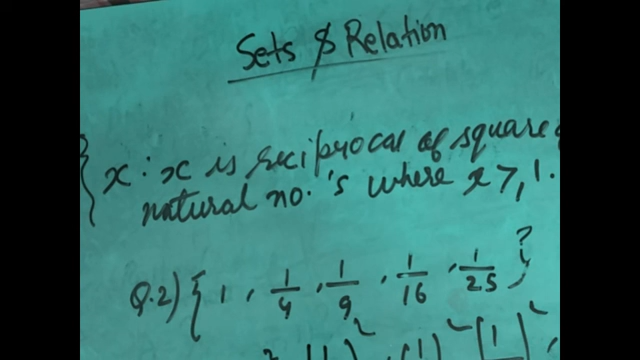 Sets & Relation
{ x : x is reciprocal of square
natural no.'s where x ≥, 1.
Q.2) { 1 , 1/4 , 1/9 , 1/16 , 1/25 }